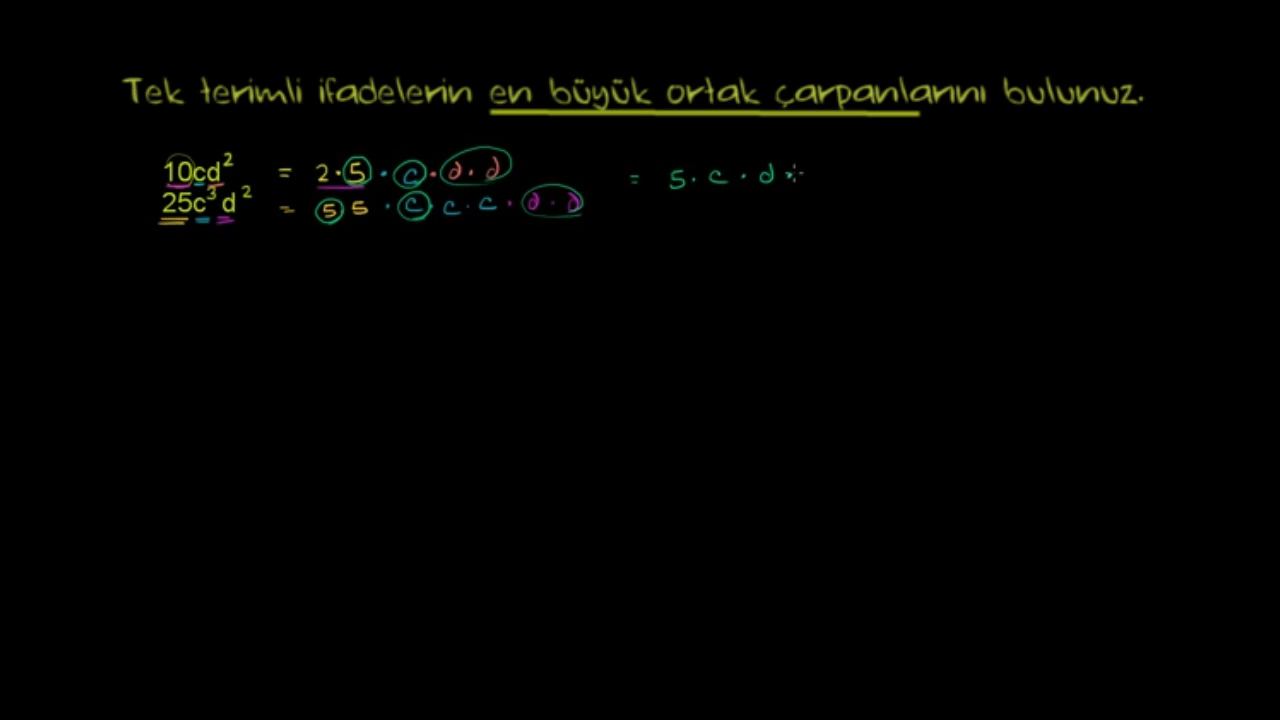 Tek terimli ifadelerin en büyük ortak çarpanlarını bulunuz.
10cd² = 2 · 5 · c · d · d = 5 · c · d ·
25c³d² = 5 5 · c · c · c · d · d